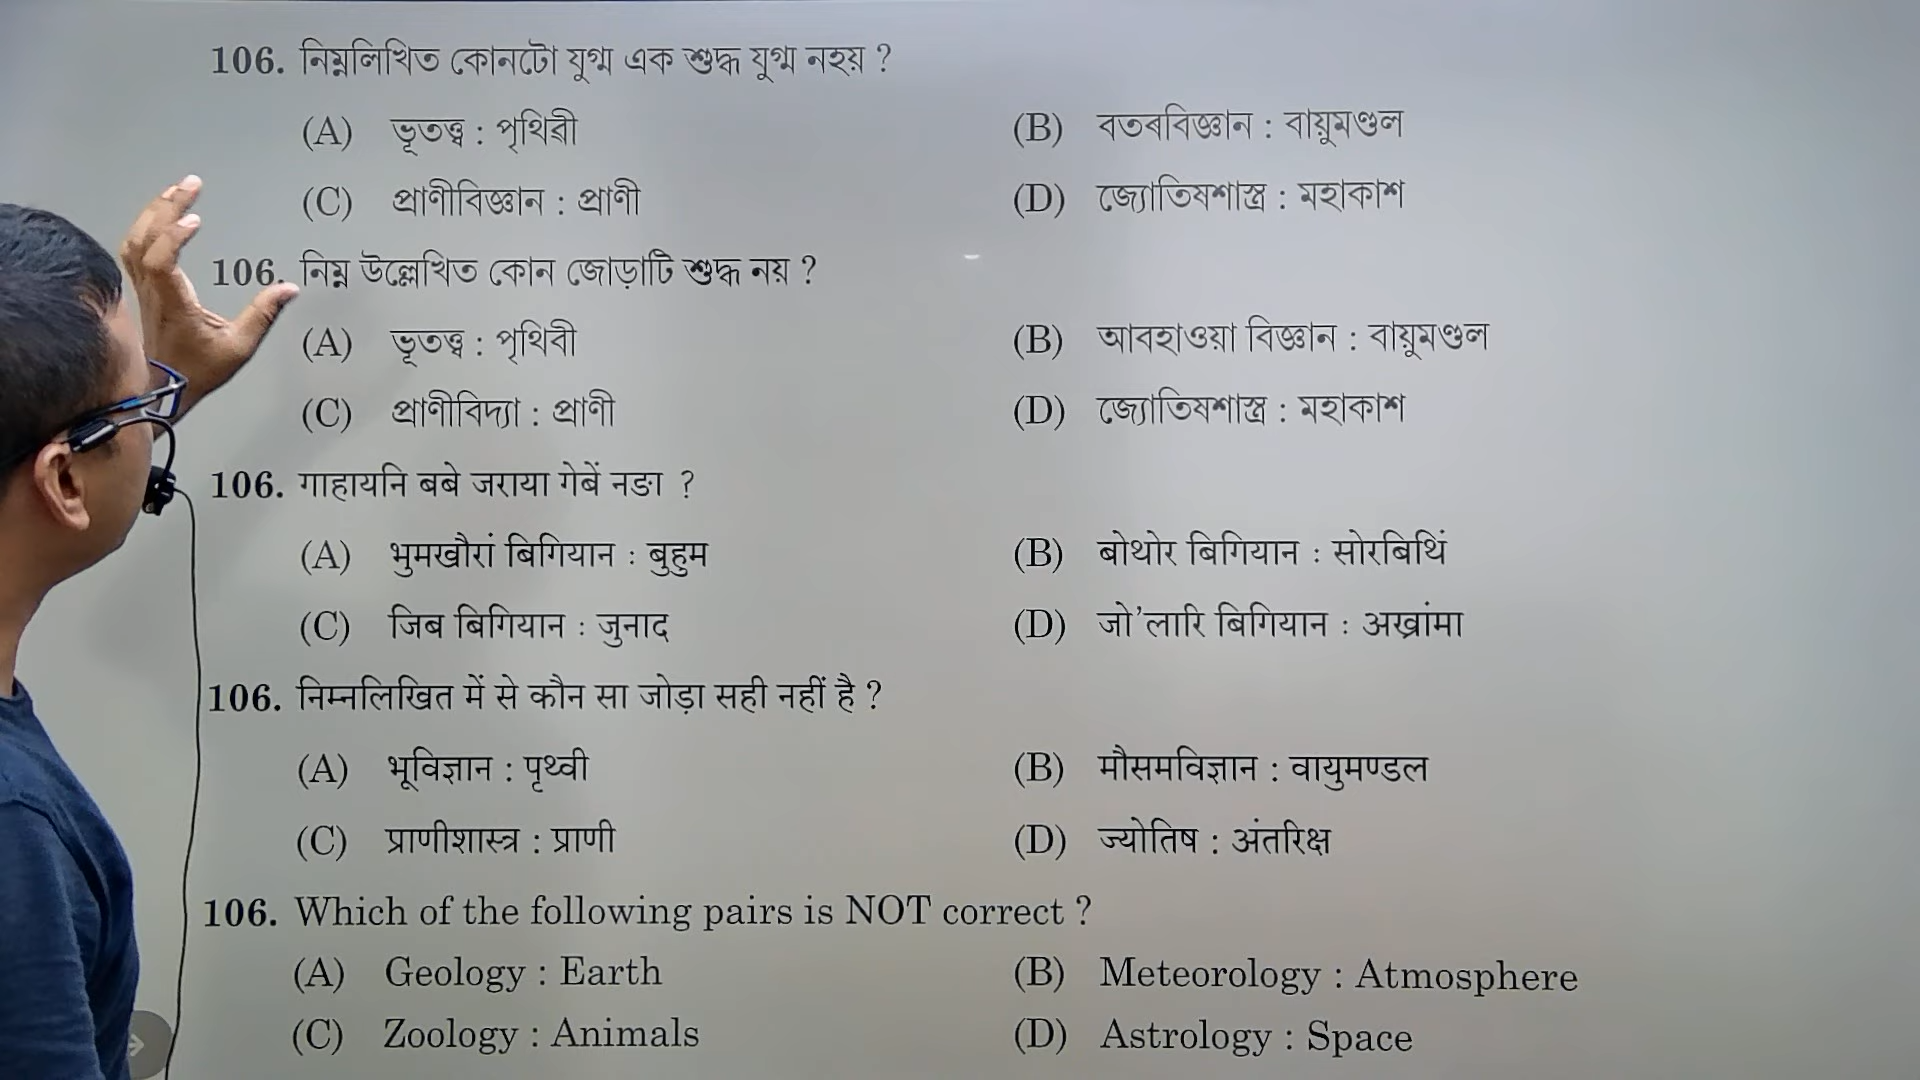 106. নিম্নলিখিত কোনটো যুগ্ম এক শুদ্ধ যুগ্ম নহয় ?
(A) ভূতত্ত্ব : পৃথিৱী (B) বতৰবিজ্ঞান : বায়ুমণ্ডল
(C) প্ৰাণীবিজ্ঞান : প্ৰাণী (D) জ্যোতিষশাস্ত্ৰ : মহাকাশ
106. নিম্ন উল্লেখিত কোন জোড়াটি শুদ্ধ নয় ?
(A) ভূতত্ত্ব : পৃথিবী (B) আবহাওয়া বিজ্ঞান : বায়ুমণ্ডল
(C) প্রাণীবিদ্যা : প্রাণী (D) জ্যোতিষশাস্ত্র : মহাকাশ
106. गाहायनि बबे जराया गेबें नङा ?
(A) भुमखौरां बिगियान : बुहुम (B) बोथोर बिगियान : सोरबिथिं
(C) जिब बिगियान : जुनाद (D) जो’लारि बिगियान : अख्रांमा
106. निम्नलिखित में से कौन सा जोड़ा सही नहीं है ?
(A) भूविज्ञान : पृथ्वी (B) मौसमविज्ञान : वायुमण्डल
(C) प्राणीशास्त्र : प्राणी (D) ज्योतिष : अंतरिक्ष
106. Which of the following pairs is NOT correct ?
(A) Geology : Earth (B) Meteorology : Atmosphere
(C) Zoology : Animals (D) Astrology : Space